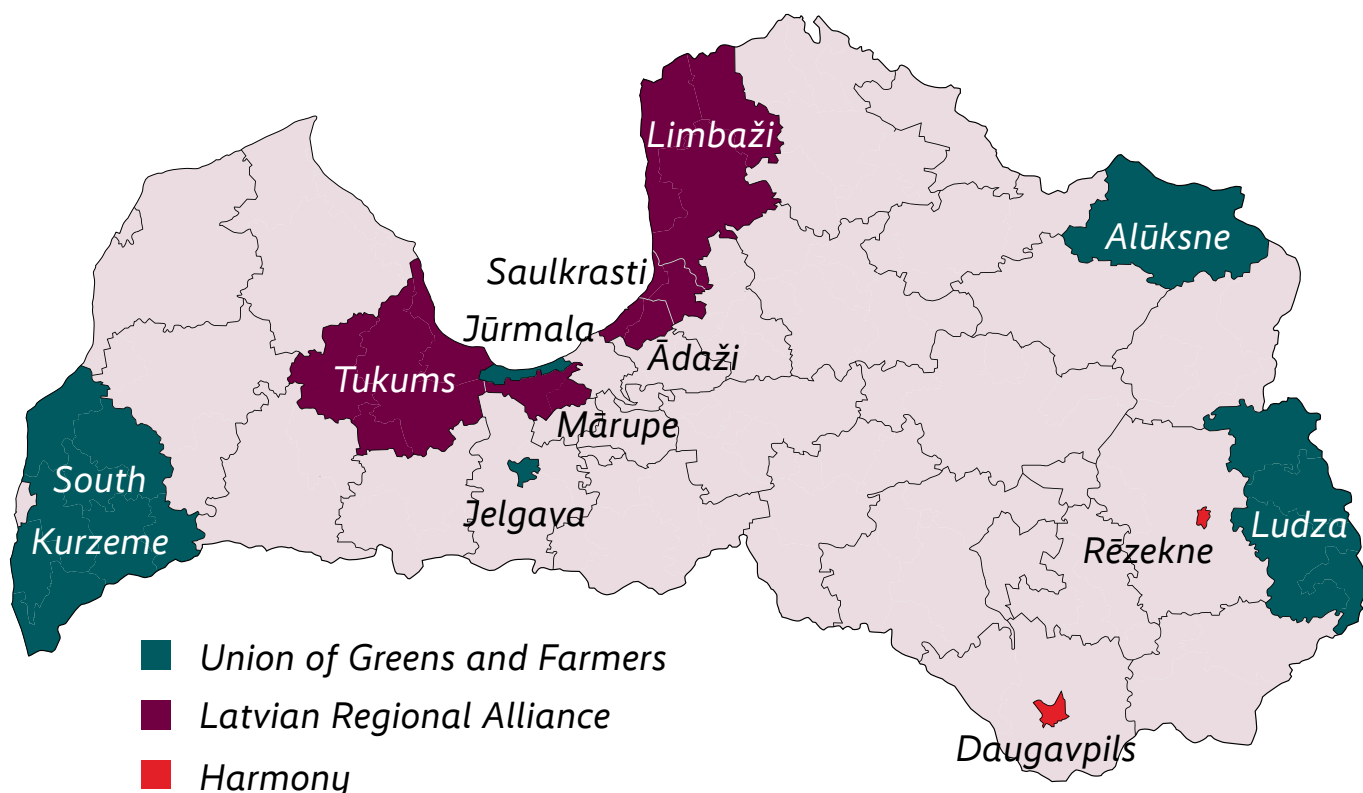 Limbaži
Alūksne
Saulkrasti
Jūrmala
Ādaži
Tukums
Mārupe
South
Kurzeme
Jelgava
Rēzekne
Ludza
Union of Greens and Farmers
Latvian Regional Alliance
Daugavpils
Harmony